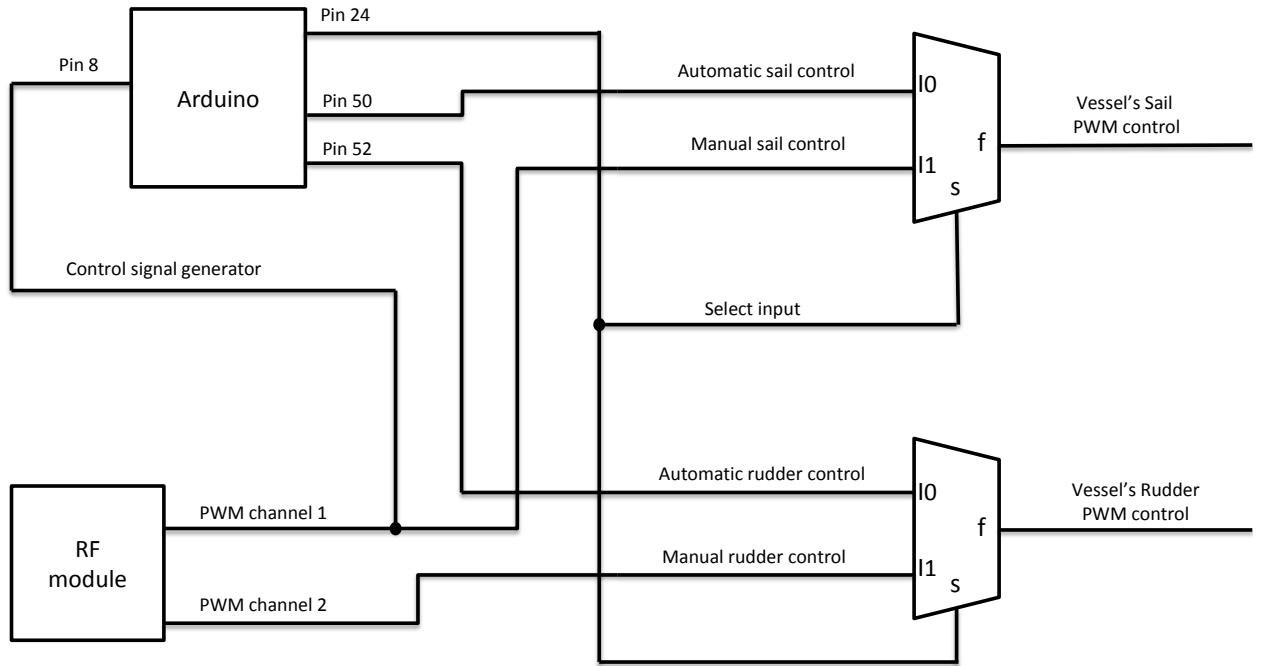 Pin 24
Pin 8
Arduino
Pin 50
Pin 52
Automatic sail control
Manual sail control
I0
I1
f
s
Vessel's Sail
PWM control
Control signal generator
Select input
RF
module
PWM channel 1
PWM channel 2
Automatic rudder control
Manual rudder control
I0
I1
f
s
Vessel's Rudder
PWM control